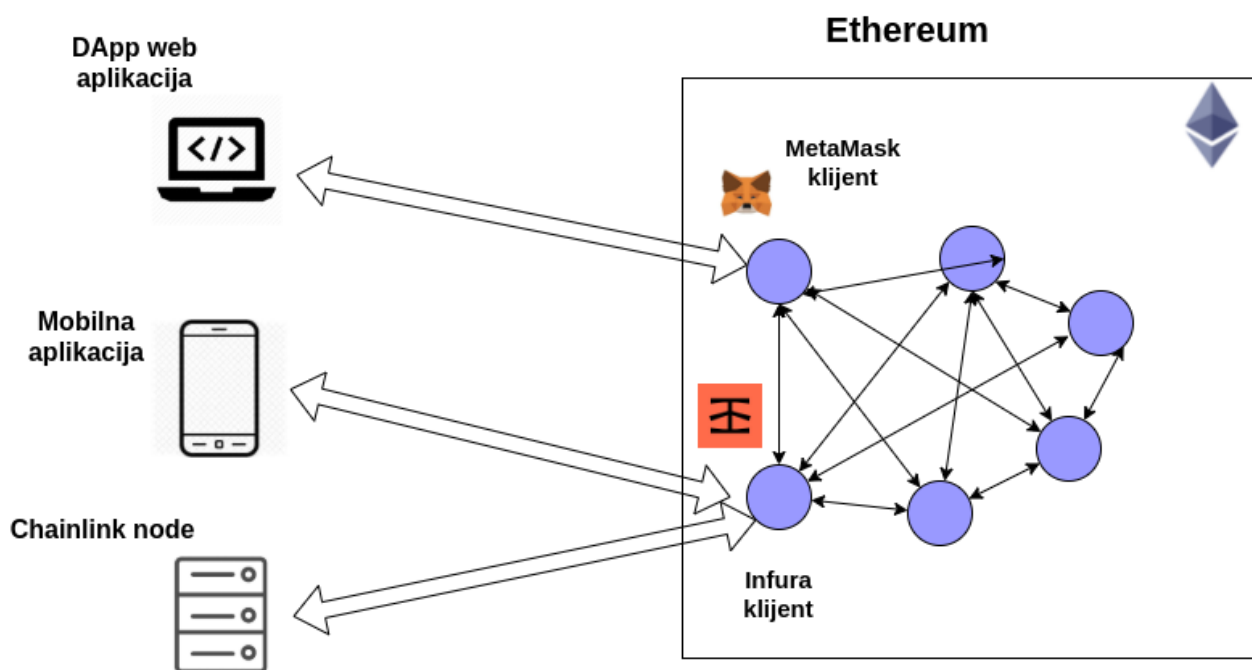 Ethereum
DApp web
aplikacija
</>
MetaMask
klijent
Mobilna
aplikacija
Chainlink node
Infura
klijent